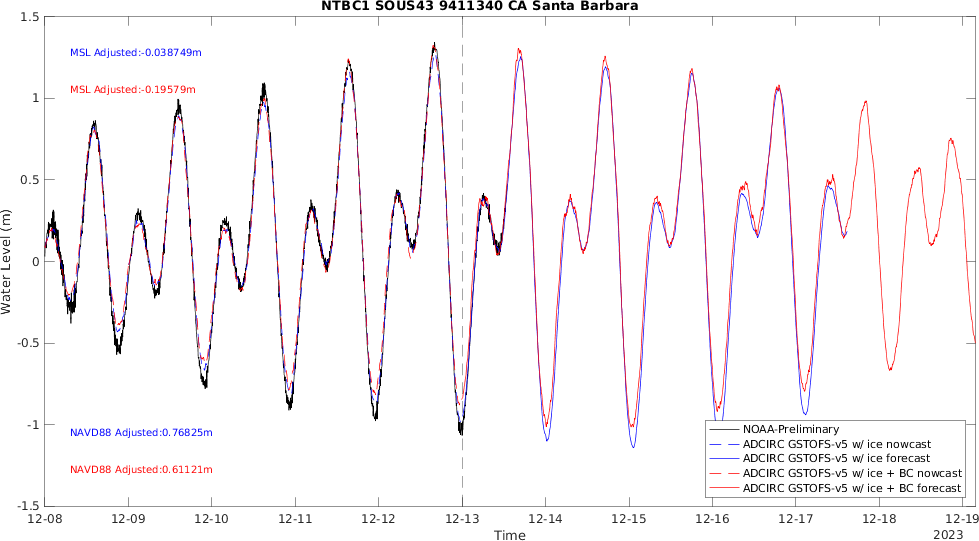 NTBC1 SOUS43 9411340 CA Santa Barbara
MSL Adjusted:-0.038749m
MSL Adjusted:-0.19579m
NAVD88 Adjusted:0.76825m
NAVD88 Adjusted:0.61121m
Water Level (m)
1.5
1
0.5
0
-0.5
-1
-1.5
NOAA-Preliminary
ADCIRC GSTOFS-v5 w/ ice nowcast
ADCIRC GSTOFS-v5 w/ ice forecast
ADCIRC GSTOFS-v5 w/ ice + BC nowcast
ADCIRC GSTOFS-v5 w/ ice + BC forecast
12-08 12-09 12-10 12-11 12-12 12-13 12-14 12-15 12-16 12-17 12-18 12-19
Time
2023